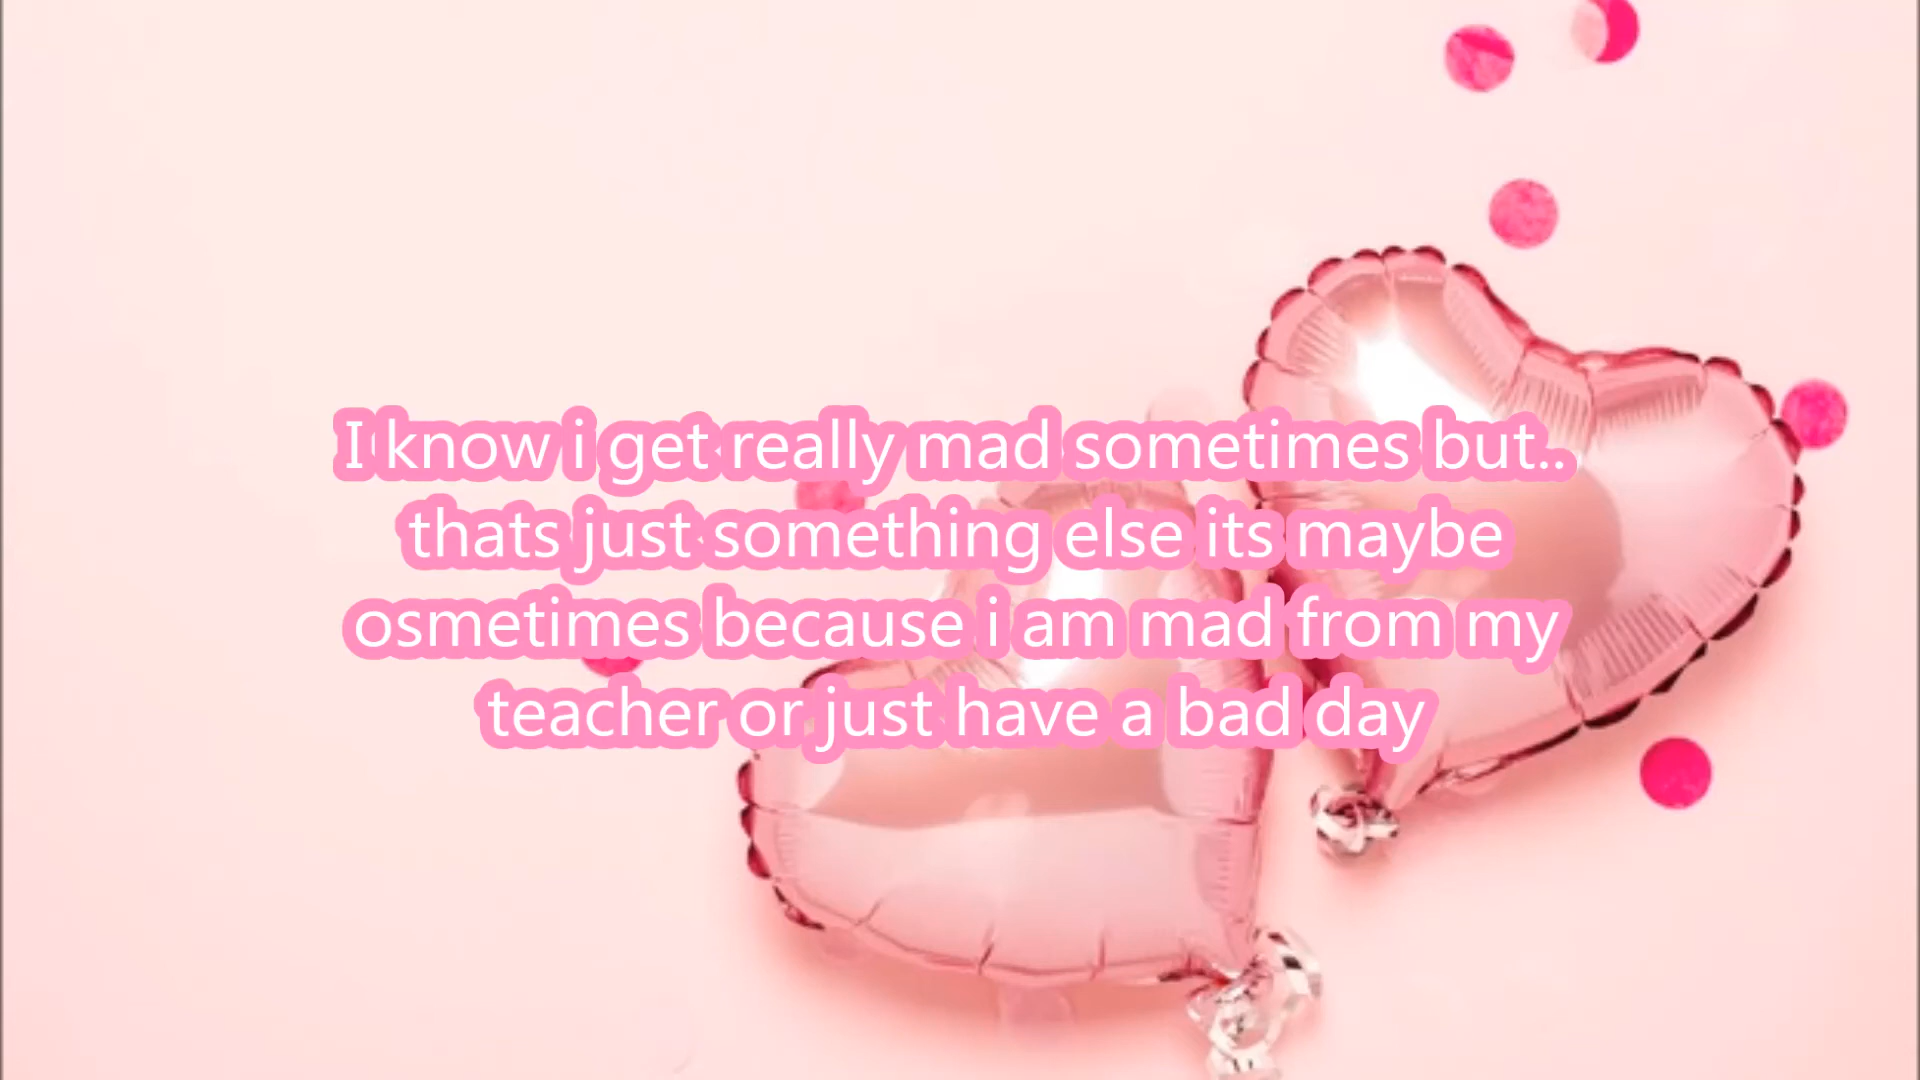 I know i get really mad sometimes but..
thats just something else its maybe
osmetimes because i am mad from my
teacher or just have a bad day